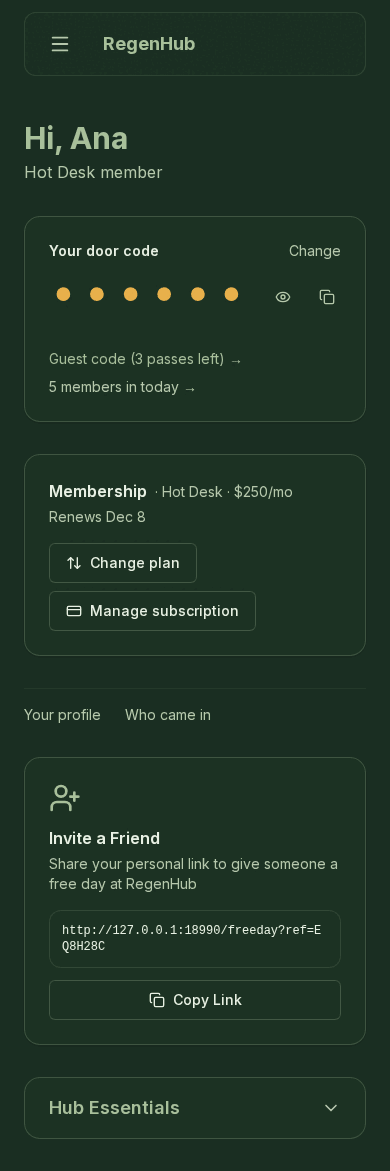 RegenHub
Hi, Ana
Hot Desk member
Your door code
Change
Guest code (3 passes left) →
5 members in today →
Membership · Hot Desk · $250/mo
Renews Dec 8
Change plan
Manage subscription
Your profile
Who came in
Invite a Friend
Share your personal link to give someone a
free day at RegenHub
http://127.0.0.1:18990/freeday?ref=E
Q8H28C
Copy Link
Hub Essentials